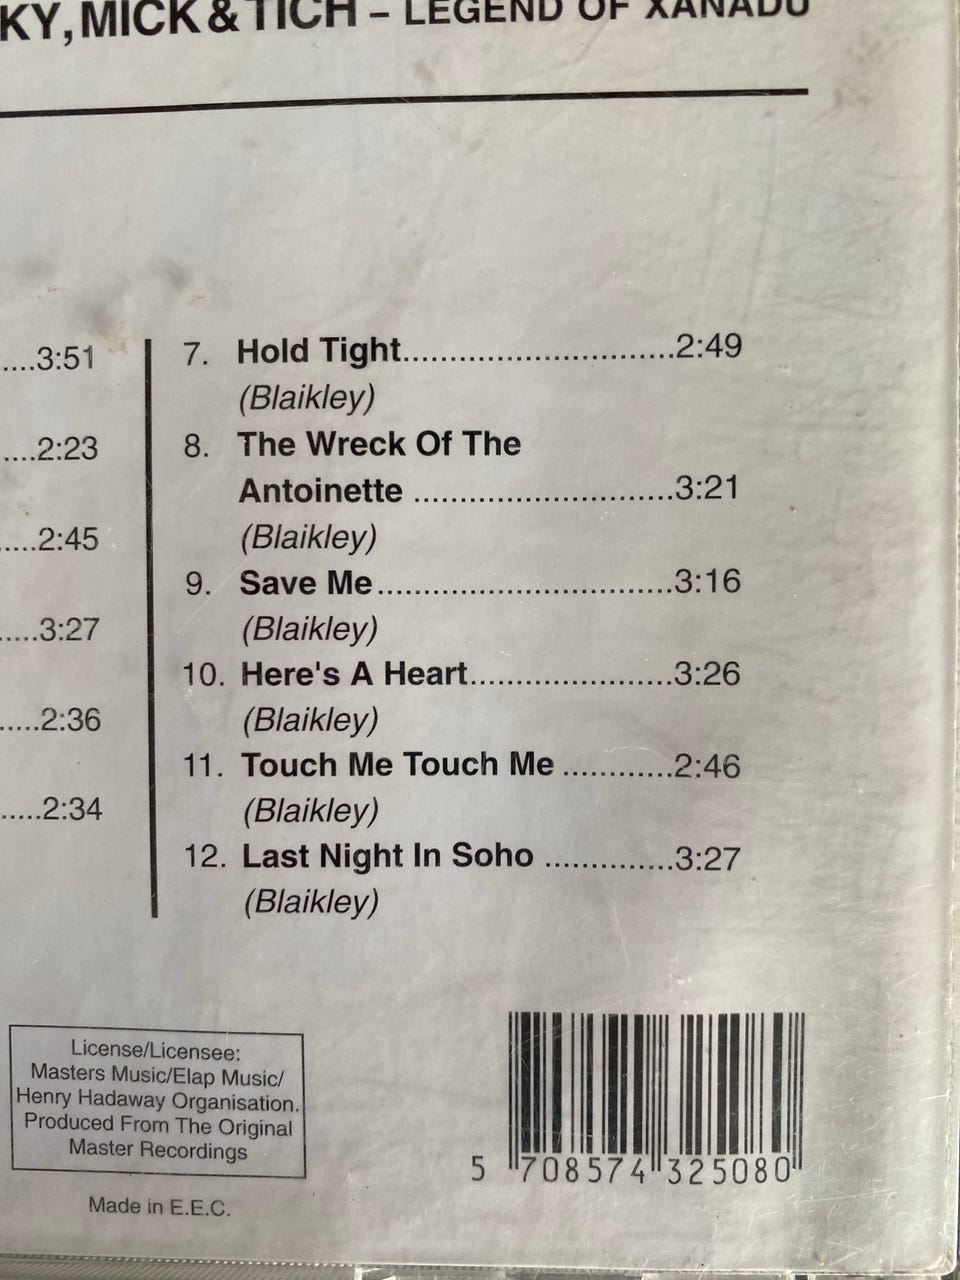 KY, MICK & TICH – LEGEND OF XANADU
....3:51
....2:23
.....2:45
.....3:27
.....2:36
.....2:34
7. Hold Tight.............................2:49
(Blaikley)
8. The Wreck Of The
Antoinette ............................3:21
(Blaikley)
9. Save Me................................3:16
(Blaikley)
10. Here's A Heart......................3:26
(Blaikley)
11. Touch Me Touch Me ............2:46
(Blaikley)
12. Last Night In Soho ..............3:27
(Blaikley)
License/Licensee:
Masters Music/Elap Music/
Henry Hadaway Organisation.
Produced From The Original
Master Recordings
Made in E.E.C.
5 708574 325080